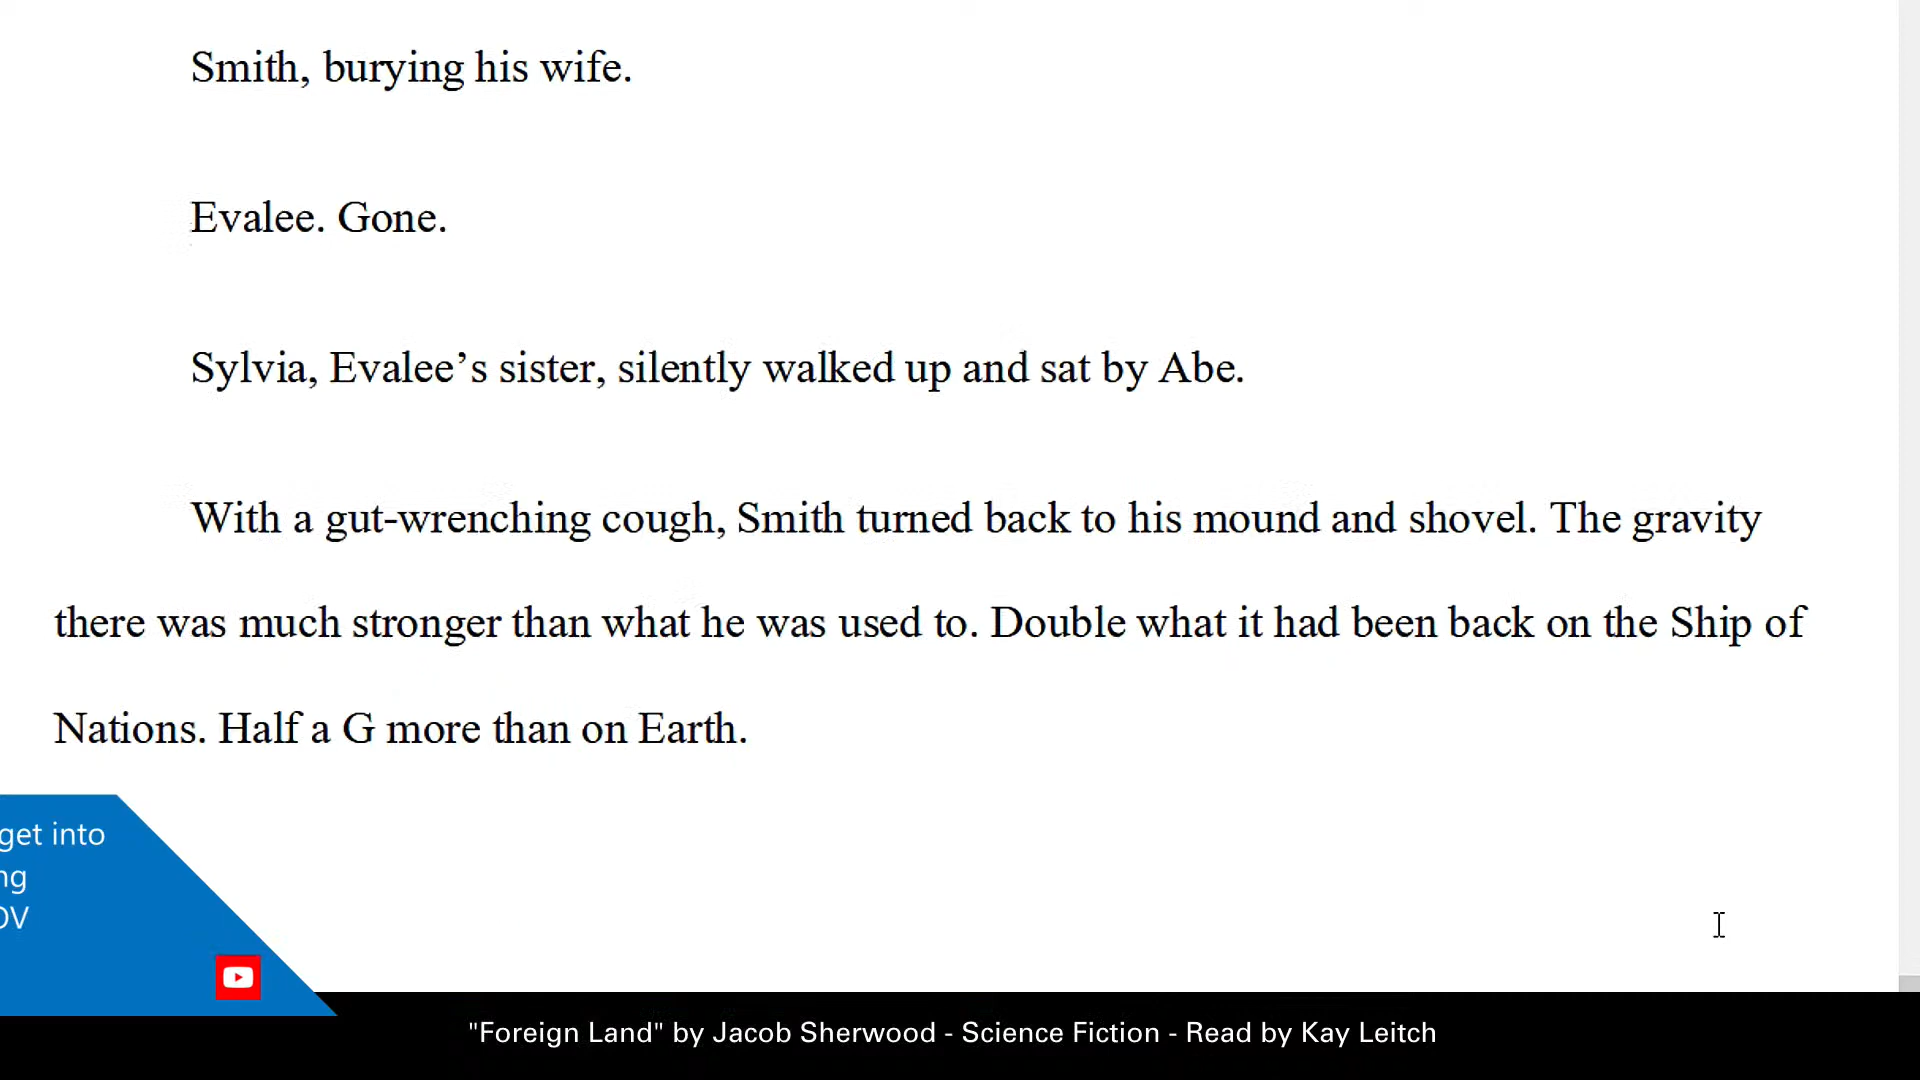 Smith, burying his wife.
Evalee. Gone.
Sylvia, Evalee’s sister, silently walked up and sat by Abe.
With a gut-wrenching cough, Smith turned back to his mound and shovel. The gravity
there was much stronger than what he was used to. Double what it had been back on the Ship of
Nations. Half a G more than on Earth.
get into
ng
OV
"Foreign Land" by Jacob Sherwood - Science Fiction - Read by Kay Leitch